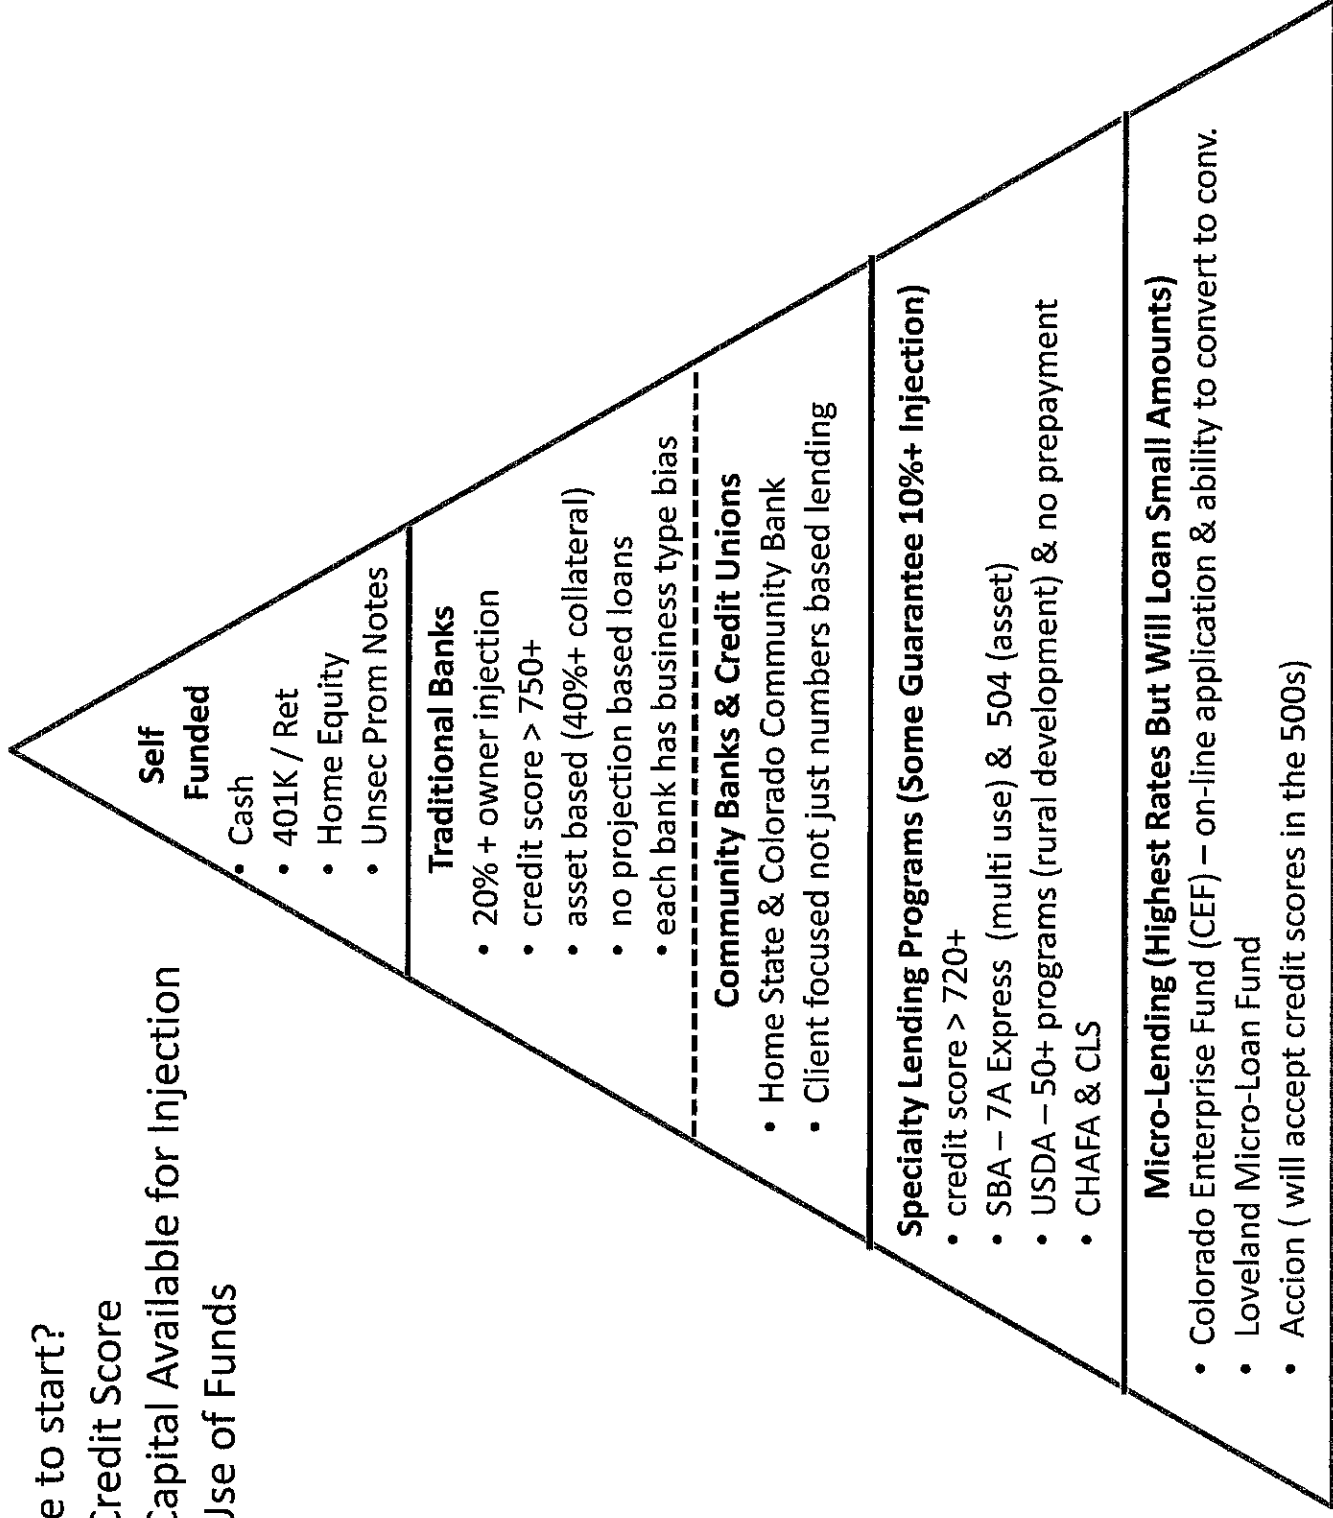 e to start?
Credit Score
Capital Available for Injection
Use of Funds
Self
Funded
• Cash
• 401K / Ret
• Home Equity
• Unsec Prom Notes
Traditional Banks
• 20% + owner injection
• credit score > 750+
• asset based (40%+ collateral)
• no projection based loans
• each bank has business type bias
Community Banks & Credit Unions
• Home State & Colorado Community Bank
• Client focused not just numbers based lending
Specialty Lending Programs (Some Guarantee 10%+ Injection)
• credit score > 720+
• SBA – 7A Express (multi use) & 504 (asset)
• USDA – 50+ programs (rural development) & no prepayment
• CHAFA & CLS
Micro-Lending (Highest Rates But Will Loan Small Amounts)
• Colorado Enterprise Fund (CEF) – on-line application & ability to convert to conv.
• Loveland Micro-Loan Fund
• Accion ( will accept credit scores in the 500s)